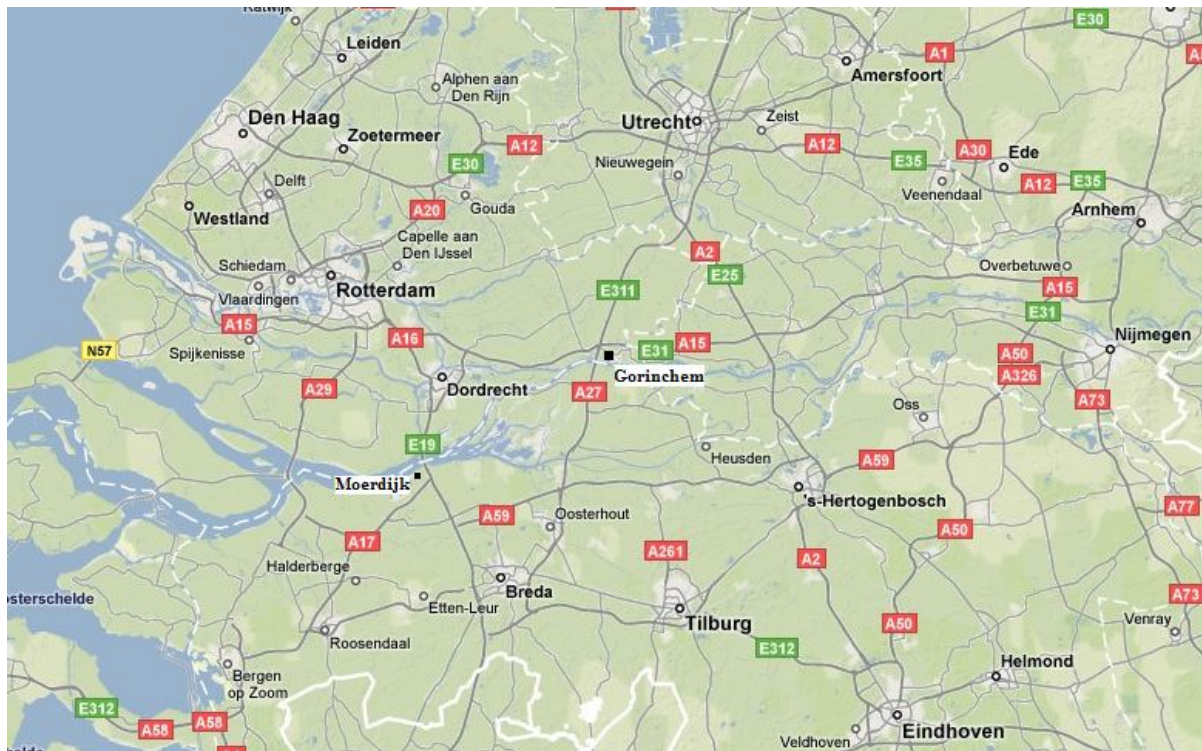 Katwijk
Leiden
E30
A1
Amersfoort
Alphen aan
Den Rijn
Den Haag
Utrecht
Zeist
Zoetermeer
A12
A12
A30
Ede
E30
Nieuwegein
E35
A12
E35
Delft
Veenendaal
Westland
A20
Gouda
Arnhem
Capelle aan
Den IJssel
A2
Schiedam
E25
Overbetuwe
Vlaardingen
Rotterdam
E311
A15
A15
A16
E31
N57
Spijkenisse
E31
A15
Nijmegen
A50
Gorinchem
A326
A29
Dordrecht
A27
A73
Oss
E19
Heusden
A59
Moerdijk
's-Hertogenbosch
A59
Oosterhout
A50
A77
A17
A261
A2
Halderberge
Breda
Etten-Leur
A73
osterschelde
Tilburg
Venray
Roosendaal
A50
E312
Bergen
op Zoom
Helmond
E312
A58
A58
Eindhoven
Veldhoven